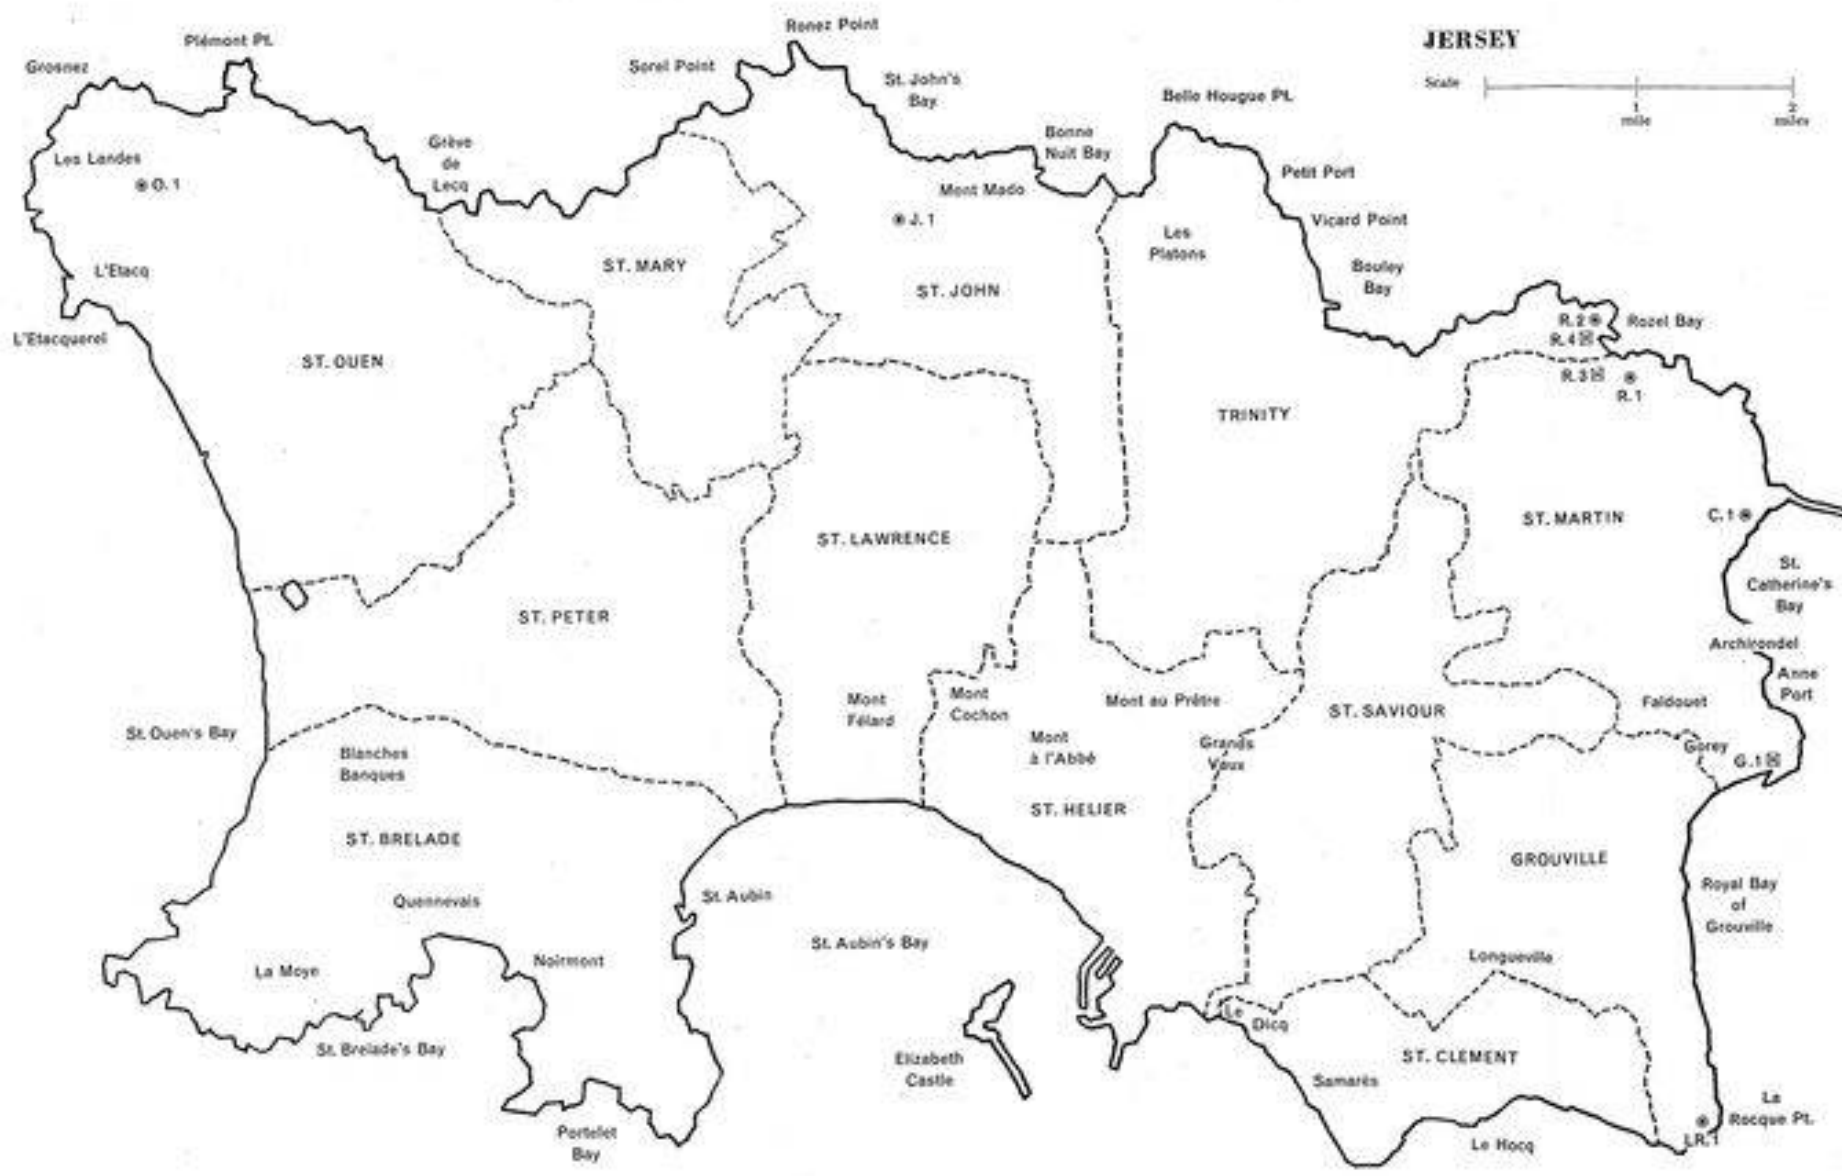 JERSEY
Scale
1
mile
2
miles
Ronez Point
Plémont Pt.
Grosnez
Sorel Point
St. John's
Bay
Belle Hougue Pt.
Bonne
Nuit Bay
Grève
de
Lecq
Les Landes
O.1
Mont Mado
J.1
Petit Port
Vicard Point
Les
Platons
Bouley
Bay
L'Etacq
ST. MARY
ST. JOHN
L'Etacquerel
R.2
Rozel Bay
R.4
ST. OUEN
R.3
R.1
TRINITY
ST. LAWRENCE
ST. MARTIN
C.1
St.
Catherine's
Bay
ST. PETER
Archirondel
Anne
Port
Mont
Félard
Mont
Cochon
Mont au Prêtre
ST. SAVIOUR
Faldouet
St. Ouen's Bay
Blanches
Banques
Mont
à l'Abbé
Grands
Vaux
Gorey
G.1
ST. HELIER
ST. BRELADE
GROUVILLE
Quennevais
St. Aubin
Royal Bay
of
Grouville
St. Aubin's Bay
La Moye
Noirmont
Longueville
Le
Dicq
St. Brelade's Bay
Elizabeth
Castle
ST. CLEMENT
Samarès
La
Rocque Pt.
Portelet
Bay
Le Hocq
LR.1